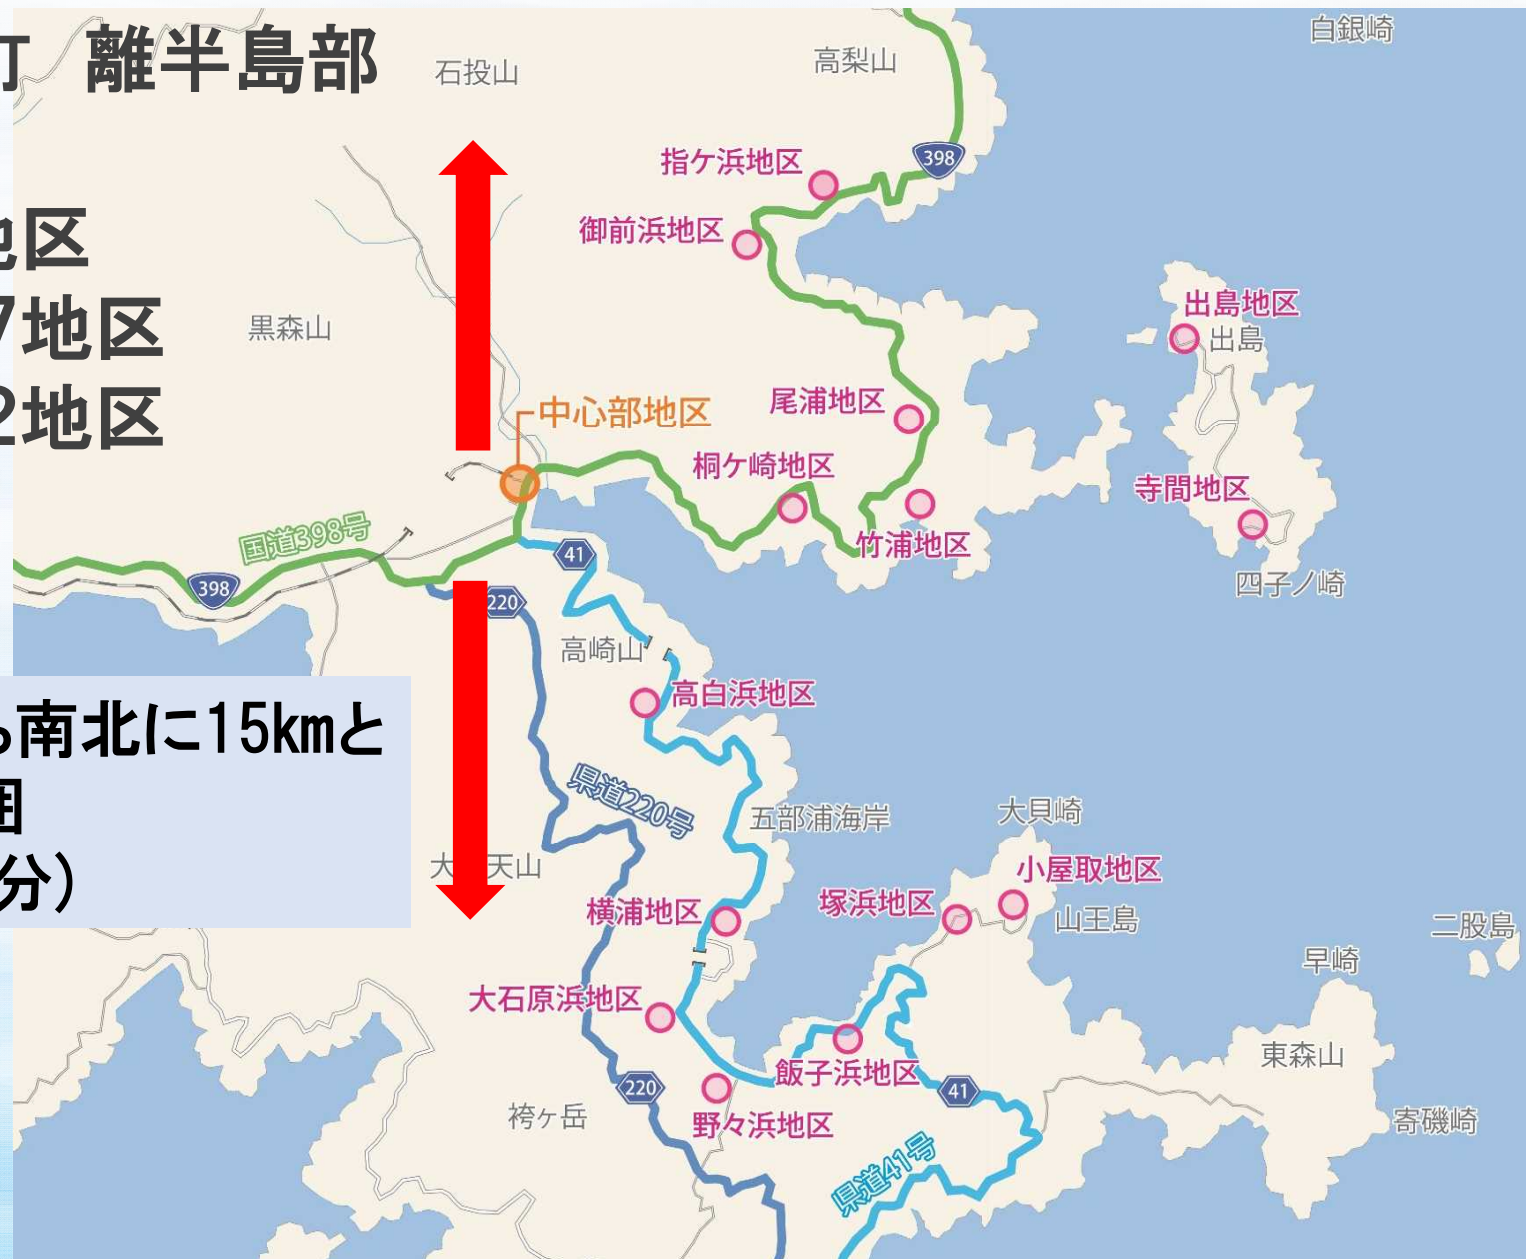 町 離半島部
地区
7地区
2地区
ら南北に15kmと
囲
分)
白銀崎
石投山
高梨山
398
指ケ浜地区
御前浜地区
出島地区
出島
黒森山
尾浦地区
中心部地区
桐ケ崎地区
寺間地区
竹浦地区
国道398号
41
四子ノ崎
398
220
高崎山
高白浜地区
県道220号
五部浦海岸
大貝崎
大 天山
小屋取地区
塚浜地区
横浦地区
山王島
二股島
早崎
大石原浜地区
東森山
飯子浜地区
220
41
袴ヶ岳
野々浜地区
寄磯崎
県道41号